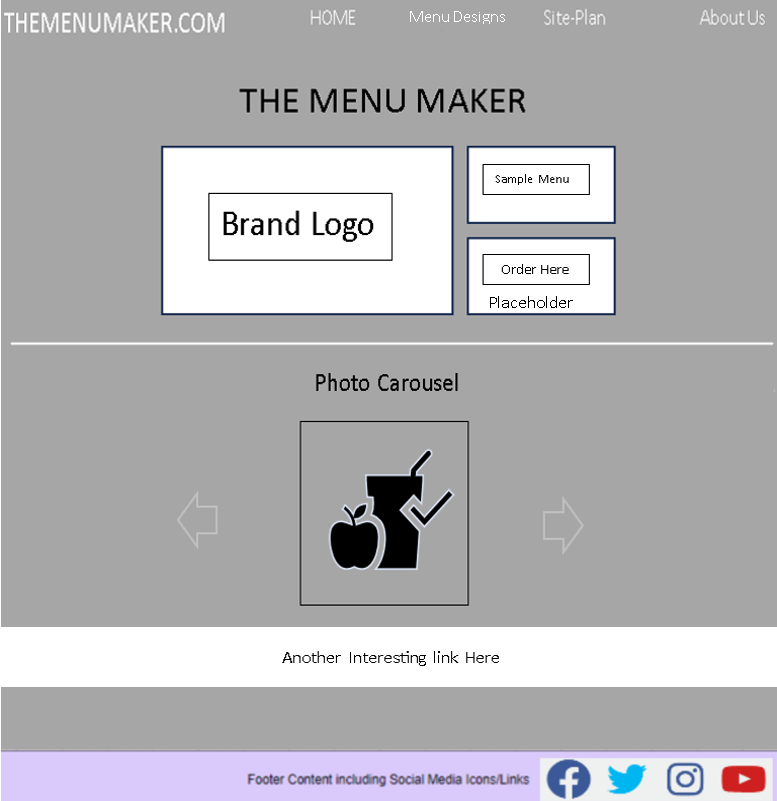 THEMENUMAKER.COM HOME Menu Designs Site-Plan About Us
THE MENU MAKER
Brand Logo
Sample Menu
Order Here
Placeholder
Photo Carousel
Another Interesting link Here
Footer Content including Social Media Icons/Links